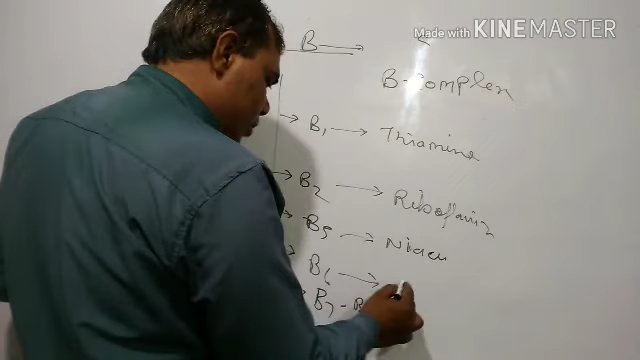 Made with KINEMASTER
B →
B-complex
→ B1 → Thiamine
→ B2 → Riboflavin
→ B5 → Niacin
→ B6 →
→ B7 - B